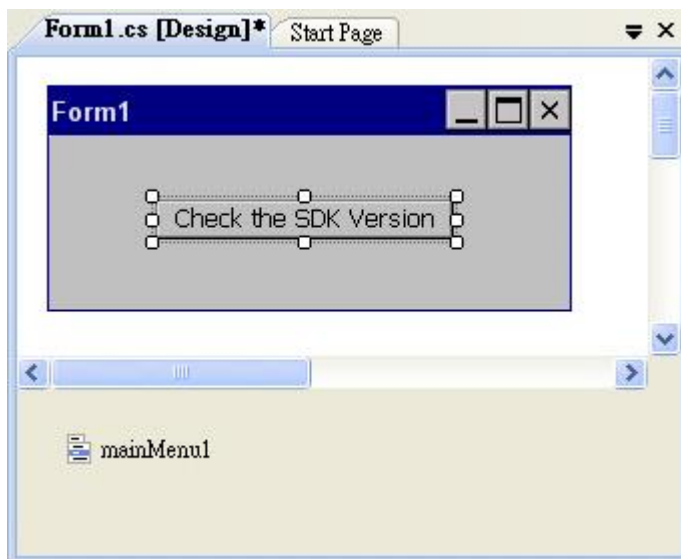 Form1.cs [Design]* Start Page
Form1
Check the SDK Version
mainMenu1